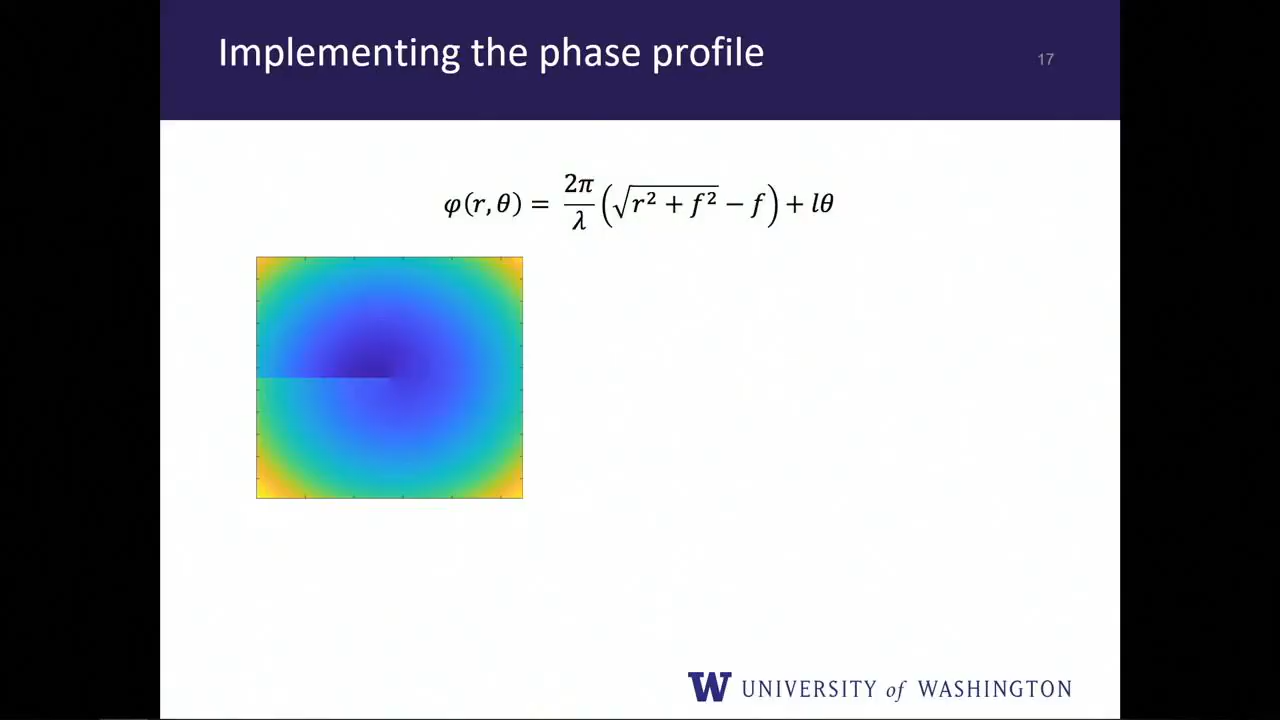 Implementing the phase profile
17
φ(r, θ) = 2π/λ (√(r² + f²) − f) + lθ
W UNIVERSITY of WASHINGTON